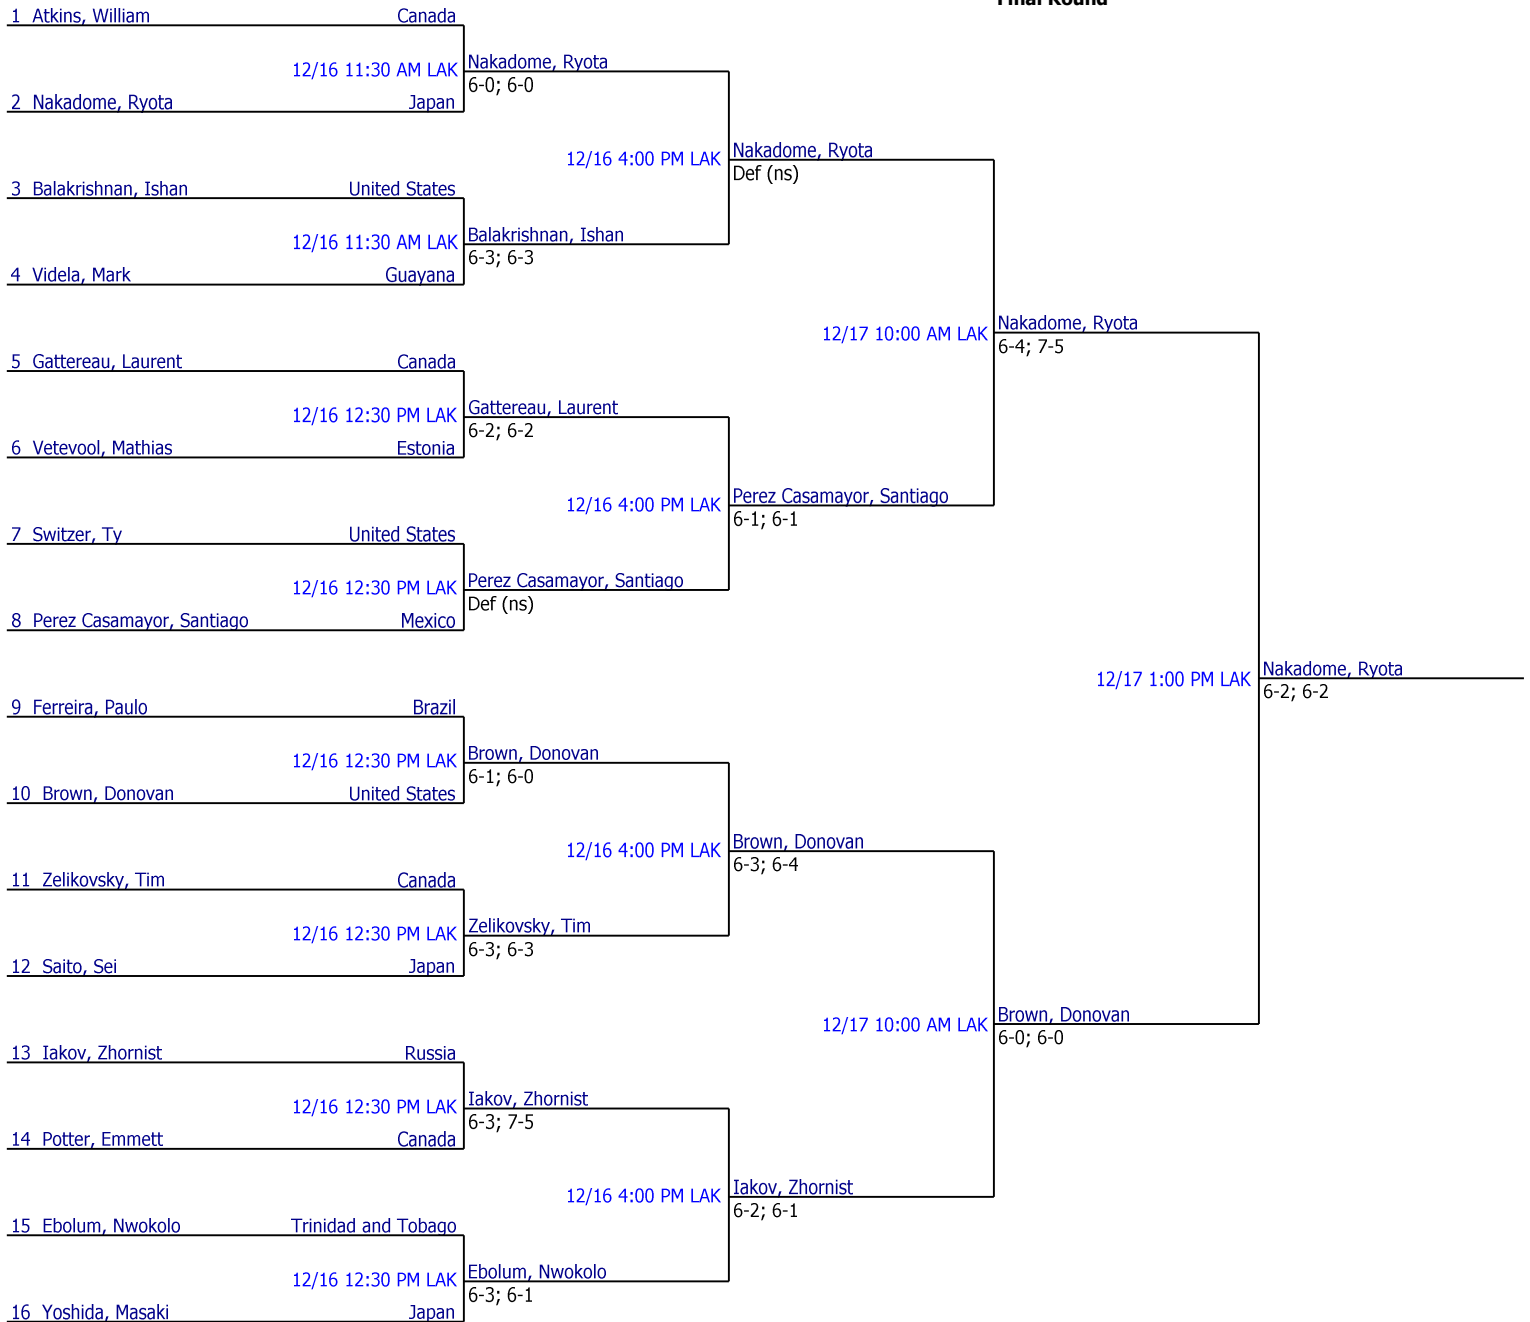 Final Round
1 Atkins, William Canada
12/16 11:30 AM LAK Nakadome, Ryota
6-0; 6-0
2 Nakadome, Ryota Japan
12/16 4:00 PM LAK Nakadome, Ryota
Def (ns)
3 Balakrishnan, Ishan United States
12/16 11:30 AM LAK Balakrishnan, Ishan
6-3; 6-3
4 Videla, Mark Guayana
12/17 10:00 AM LAK Nakadome, Ryota
6-4; 7-5
5 Gattereau, Laurent Canada
12/16 12:30 PM LAK Gattereau, Laurent
6-2; 6-2
6 Vetevool, Mathias Estonia
12/16 4:00 PM LAK Perez Casamayor, Santiago
6-1; 6-1
7 Switzer, Ty United States
12/16 12:30 PM LAK Perez Casamayor, Santiago
Def (ns)
8 Perez Casamayor, Santiago Mexico
12/17 1:00 PM LAK Nakadome, Ryota
6-2; 6-2
9 Ferreira, Paulo Brazil
12/16 12:30 PM LAK Brown, Donovan
6-1; 6-0
10 Brown, Donovan United States
12/16 4:00 PM LAK Brown, Donovan
6-3; 6-4
11 Zelikovsky, Tim Canada
12/16 12:30 PM LAK Zelikovsky, Tim
6-3; 6-3
12 Saito, Sei Japan
12/17 10:00 AM LAK Brown, Donovan
6-0; 6-0
13 Iakov, Zhornist Russia
12/16 12:30 PM LAK Iakov, Zhornist
6-3; 7-5
14 Potter, Emmett Canada
12/16 4:00 PM LAK Iakov, Zhornist
6-2; 6-1
15 Ebolum, Nwokolo Trinidad and Tobago
12/16 12:30 PM LAK Ebolum, Nwokolo
6-3; 6-1
16 Yoshida, Masaki Japan